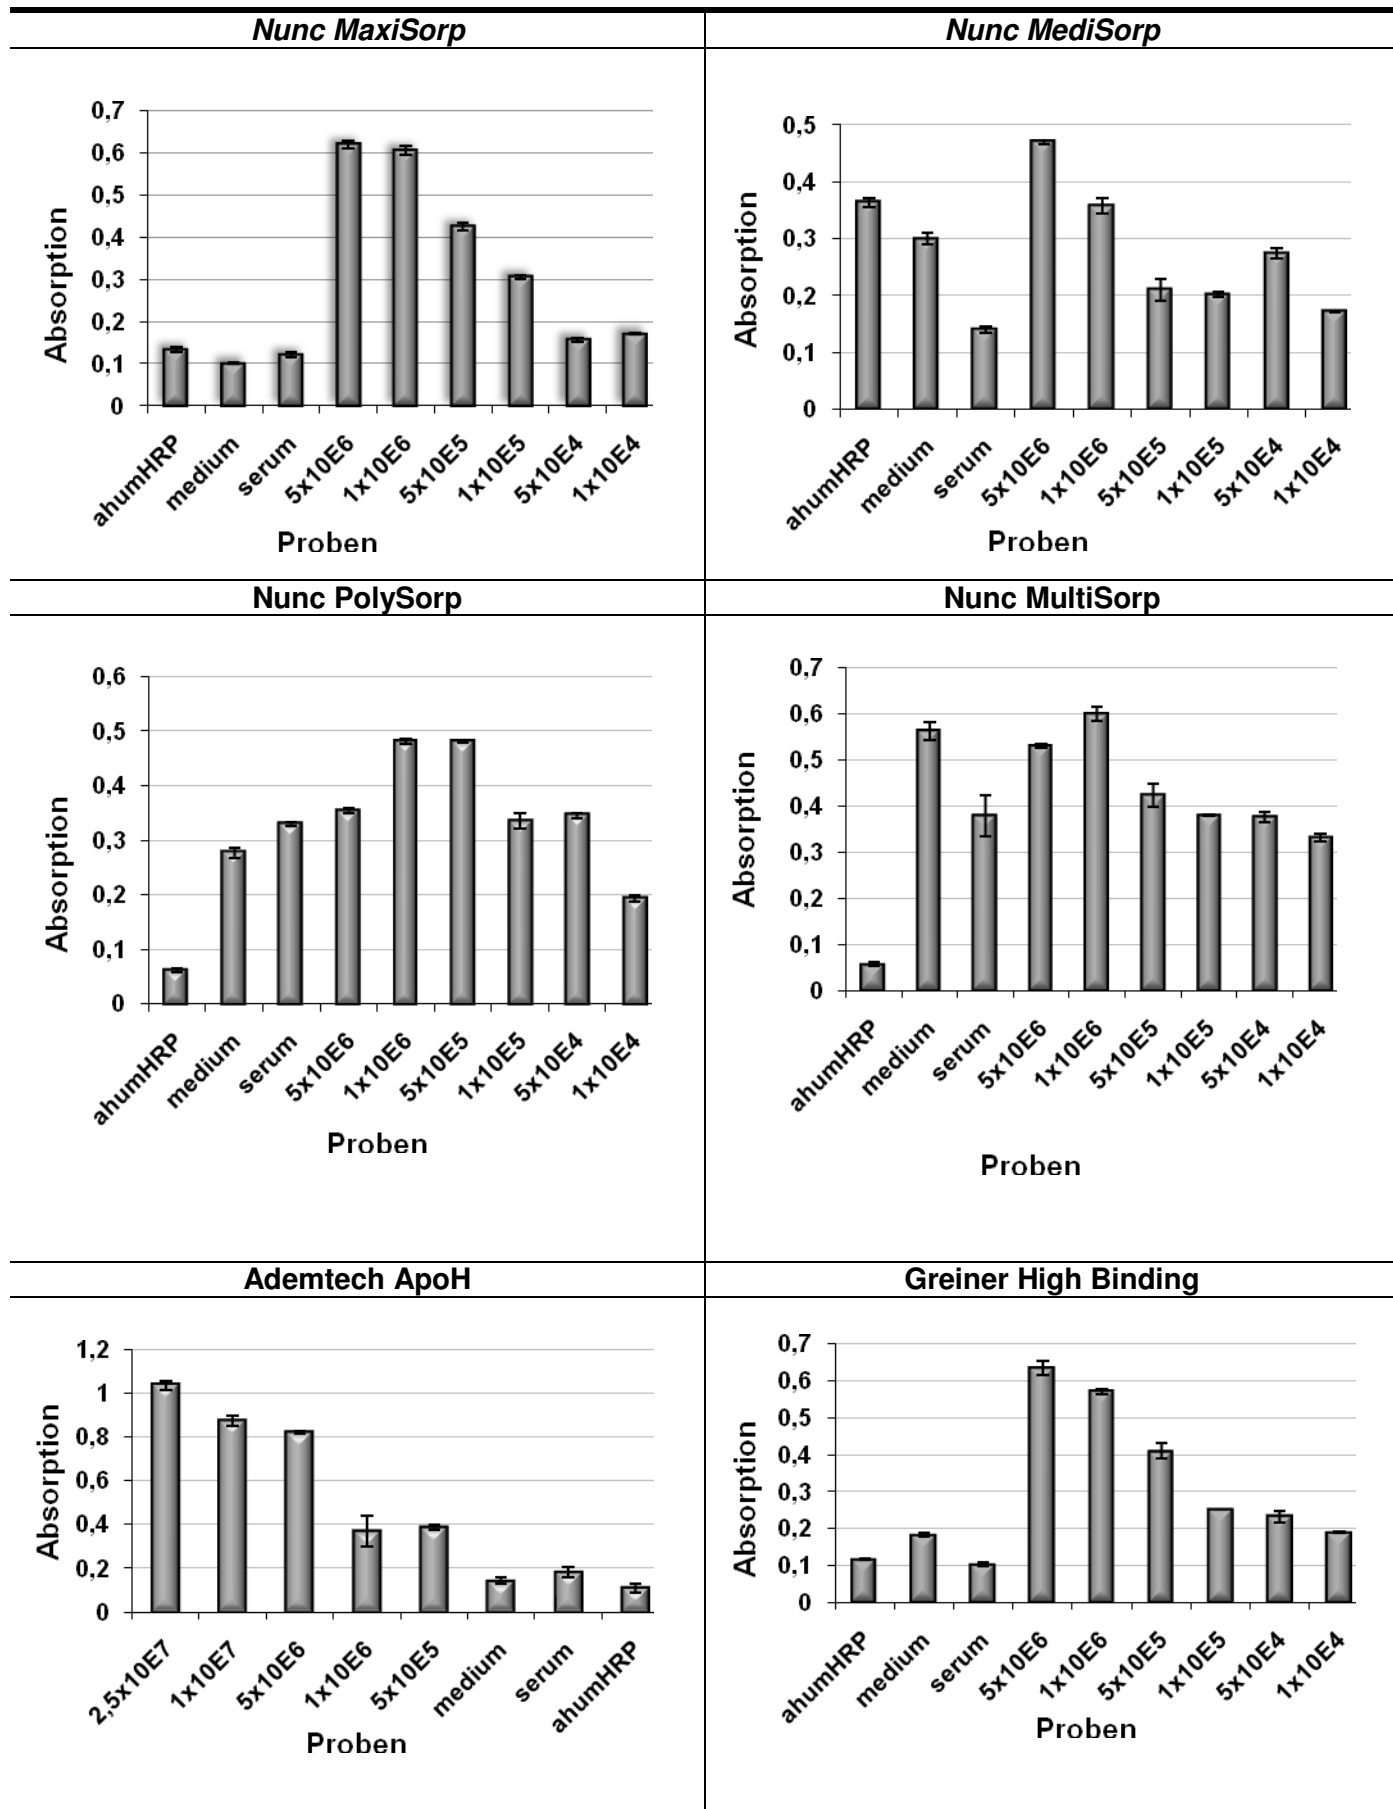 Nunc MaxiSorp
Nunc MediSorp
0,7
0,6
0,5
0,4
0,3
0,2
0,1
0
Absorption
ahumHRP
medium
serum
5x10E6
1x10E6
5x10E5
1x10E5
5x10E4
1x10E4
Proben
0,5
0,4
0,3
0,2
0,1
0
Absorption
ahumHRP
medium
serum
5x10E6
1x10E6
5x10E5
1x10E5
5x10E4
1x10E4
Proben
Nunc PolySorp
Nunc MultiSorp
0,6
0,5
0,4
0,3
0,2
0,1
0
Absorption
ahumHRP
medium
serum
5x10E6
1x10E6
5x10E5
1x10E5
5x10E4
1x10E4
Proben
0,7
0,6
0,5
0,4
0,3
0,2
0,1
0
Absorption
ahumHRP
medium
serum
5x10E6
1x10E6
5x10E5
1x10E5
5x10E4
1x10E4
Proben
Ademtech ApoH
Greiner High Binding
1,2
1
0,8
0,6
0,4
0,2
0
Absorption
2,5x10E7
1x10E7
5x10E6
1x10E6
5x10E5
medium
serum
ahumHRP
Proben
0,7
0,6
0,5
0,4
0,3
0,2
0,1
0
Absorption
ahumHRP
medium
serum
5x10E6
1x10E6
5x10E5
1x10E5
5x10E4
1x10E4
Proben